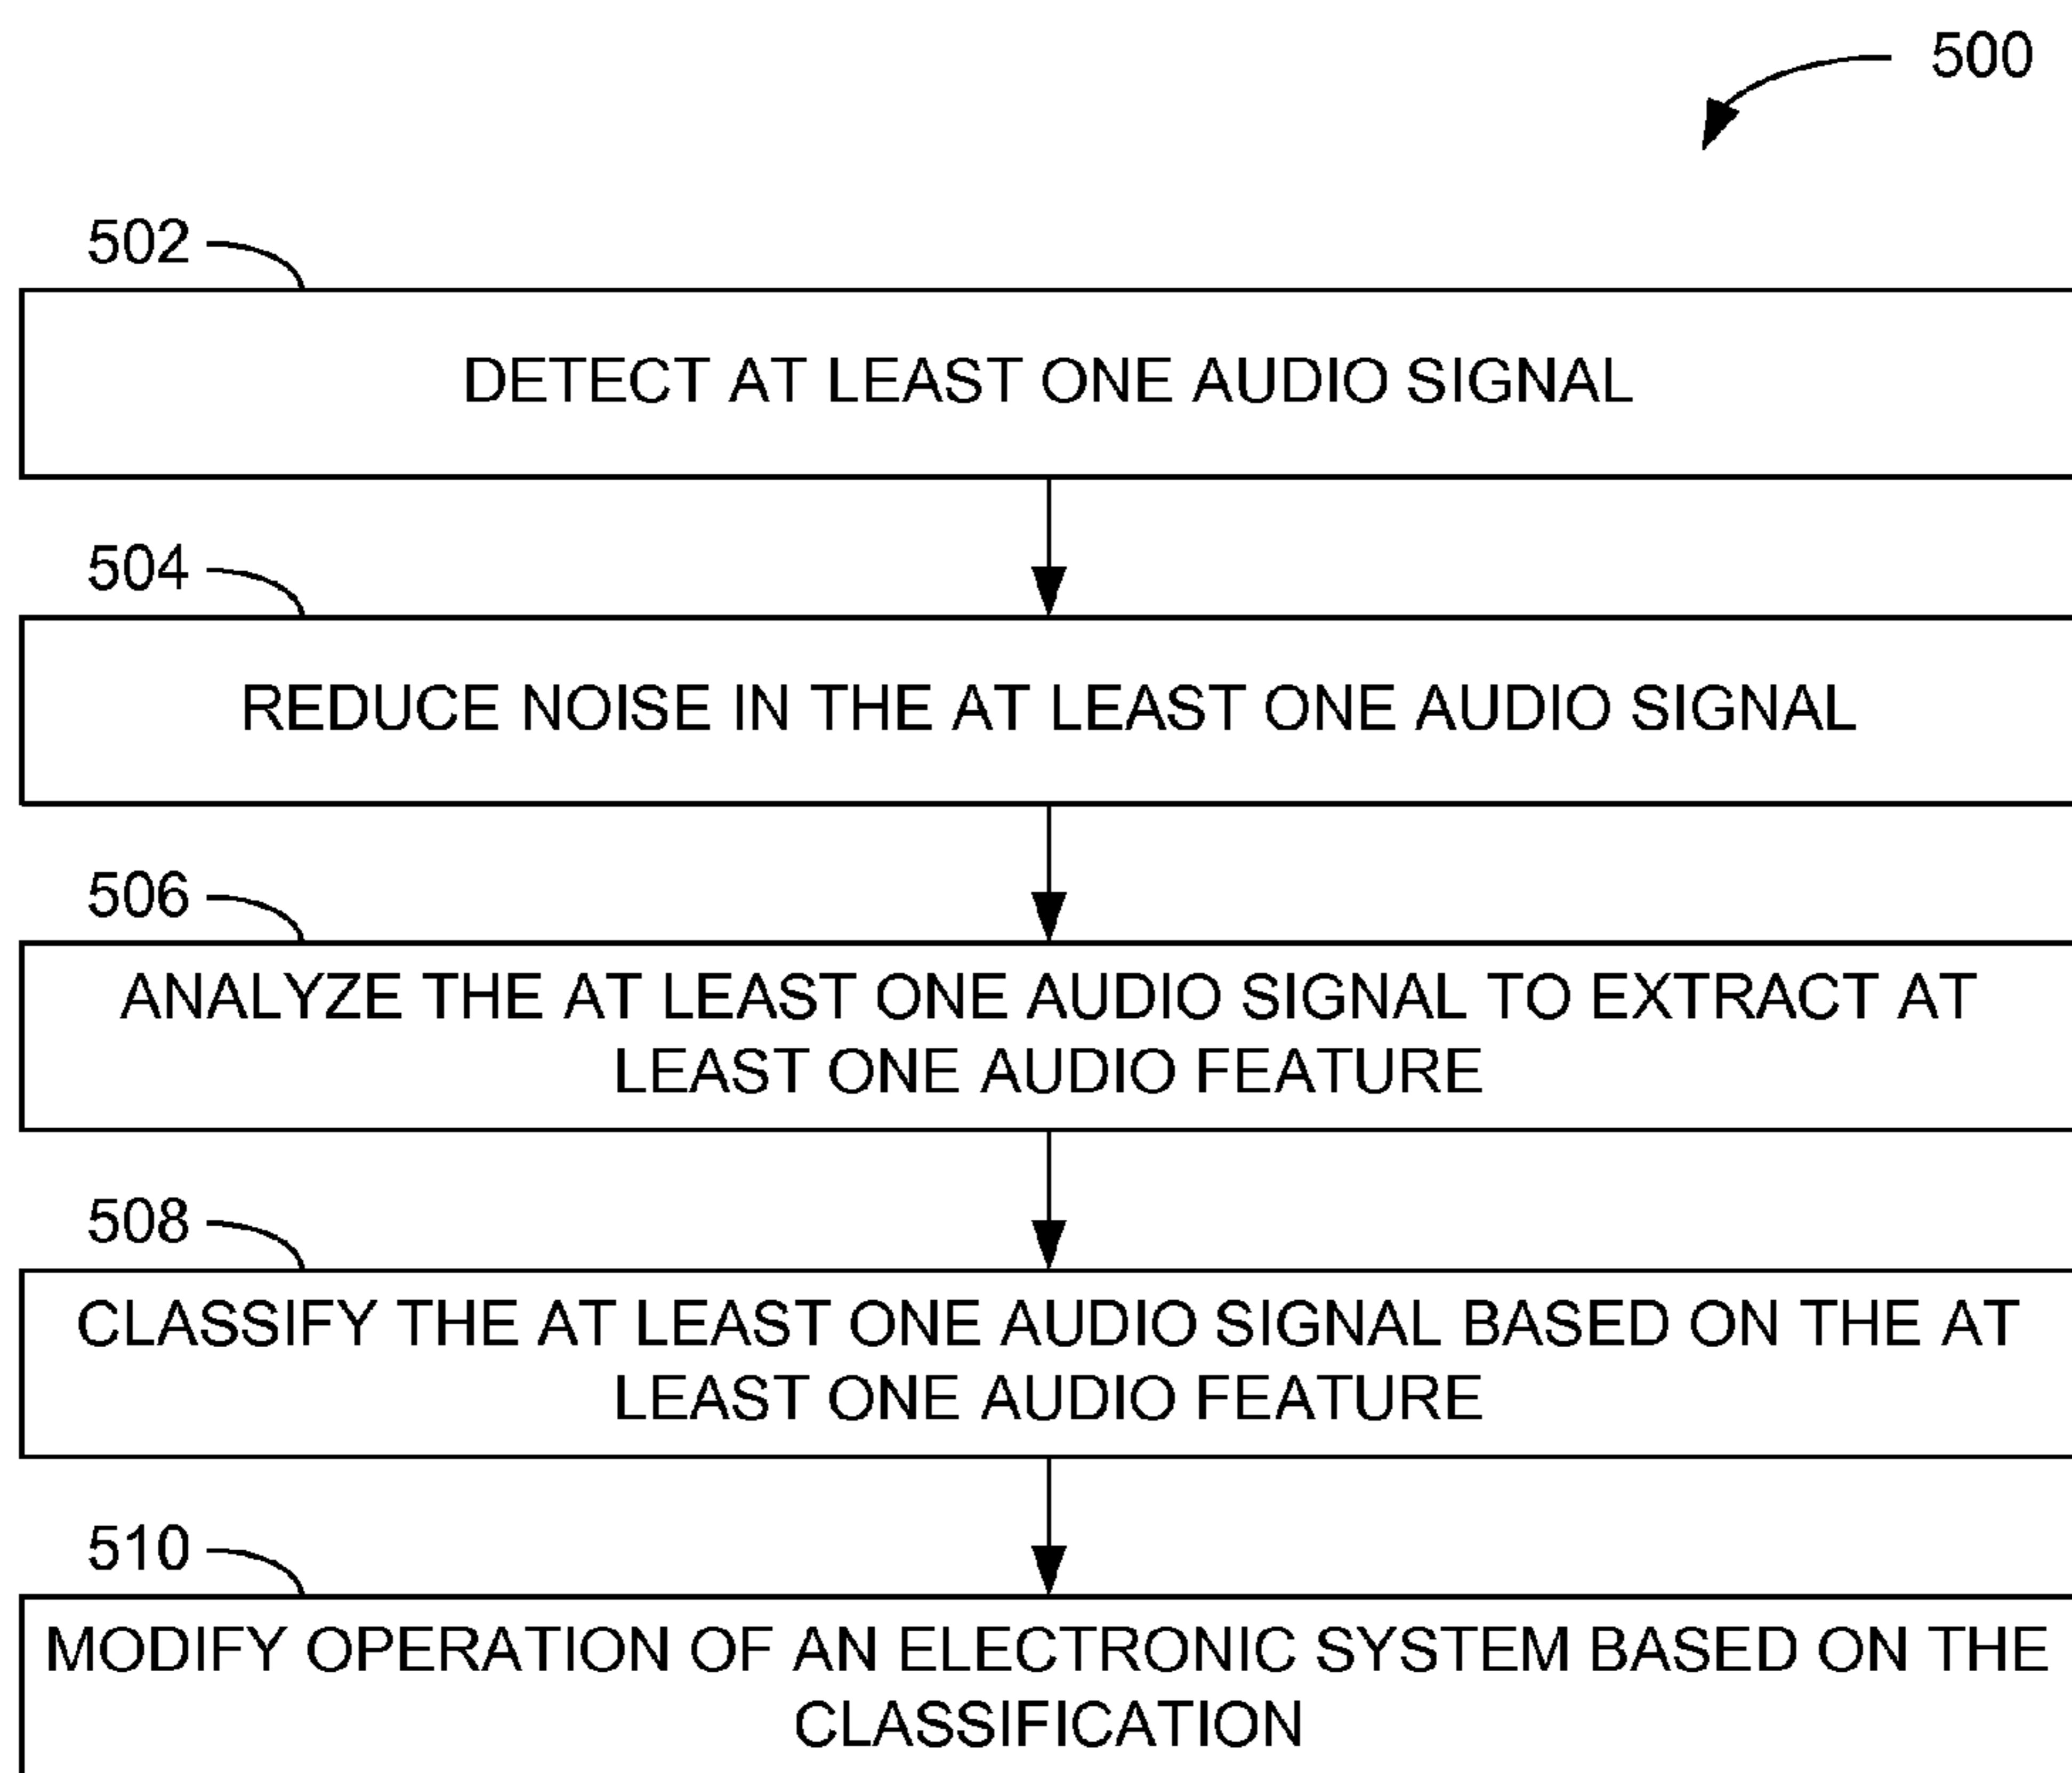 500
502
DETECT AT LEAST ONE AUDIO SIGNAL
504
REDUCE NOISE IN THE AT LEAST ONE AUDIO SIGNAL
506
ANALYZE THE AT LEAST ONE AUDIO SIGNAL TO EXTRACT AT
LEAST ONE AUDIO FEATURE
508
CLASSIFY THE AT LEAST ONE AUDIO SIGNAL BASED ON THE AT
LEAST ONE AUDIO FEATURE
510
MODIFY OPERATION OF AN ELECTRONIC SYSTEM BASED ON THE
CLASSIFICATION